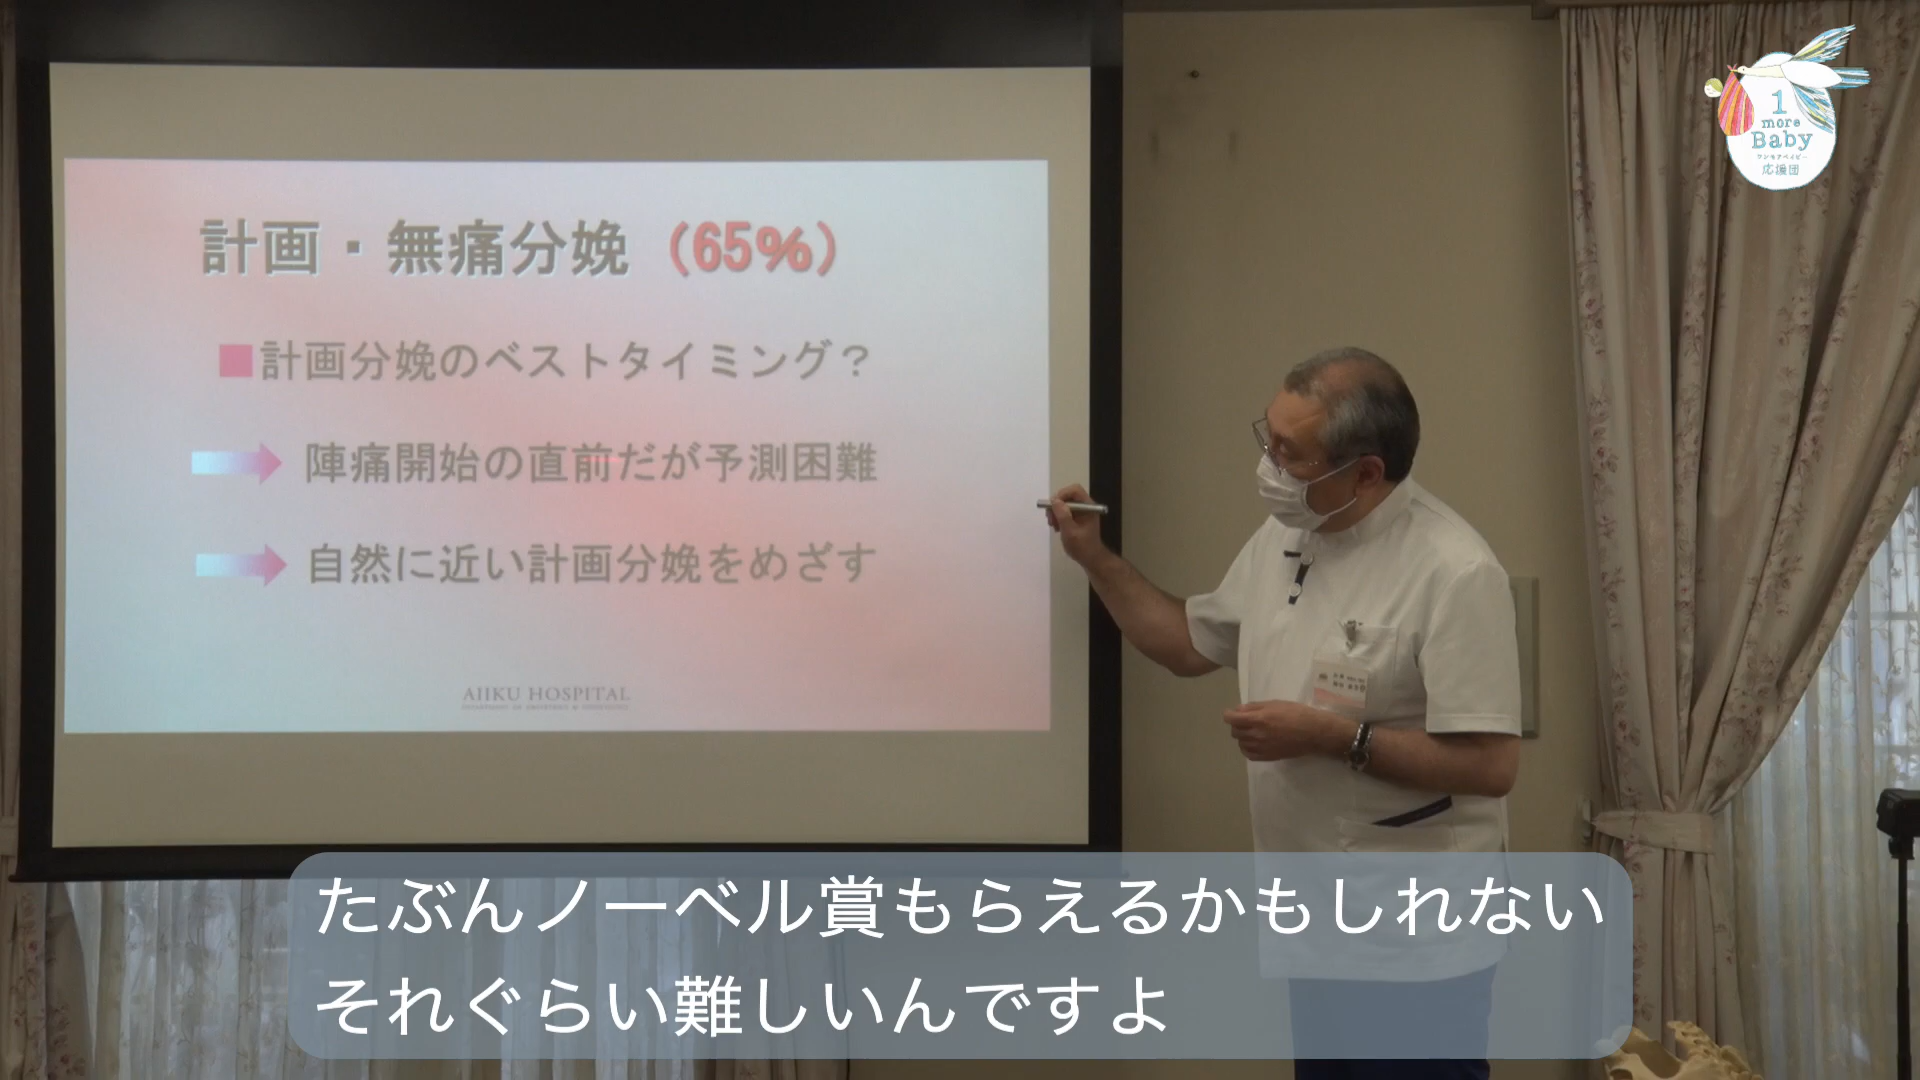 計画・無痛分娩（65%）
■計画分娩のベストタイミング？
陣痛開始の直前だが予測困難
自然に近い計画分娩をめざす
AIIKU HOSPITAL
1
more
Baby
ワンモアベイビー
応援団
たぶんノーベル賞もらえるかもしれない
それぐらい難しいんですよ